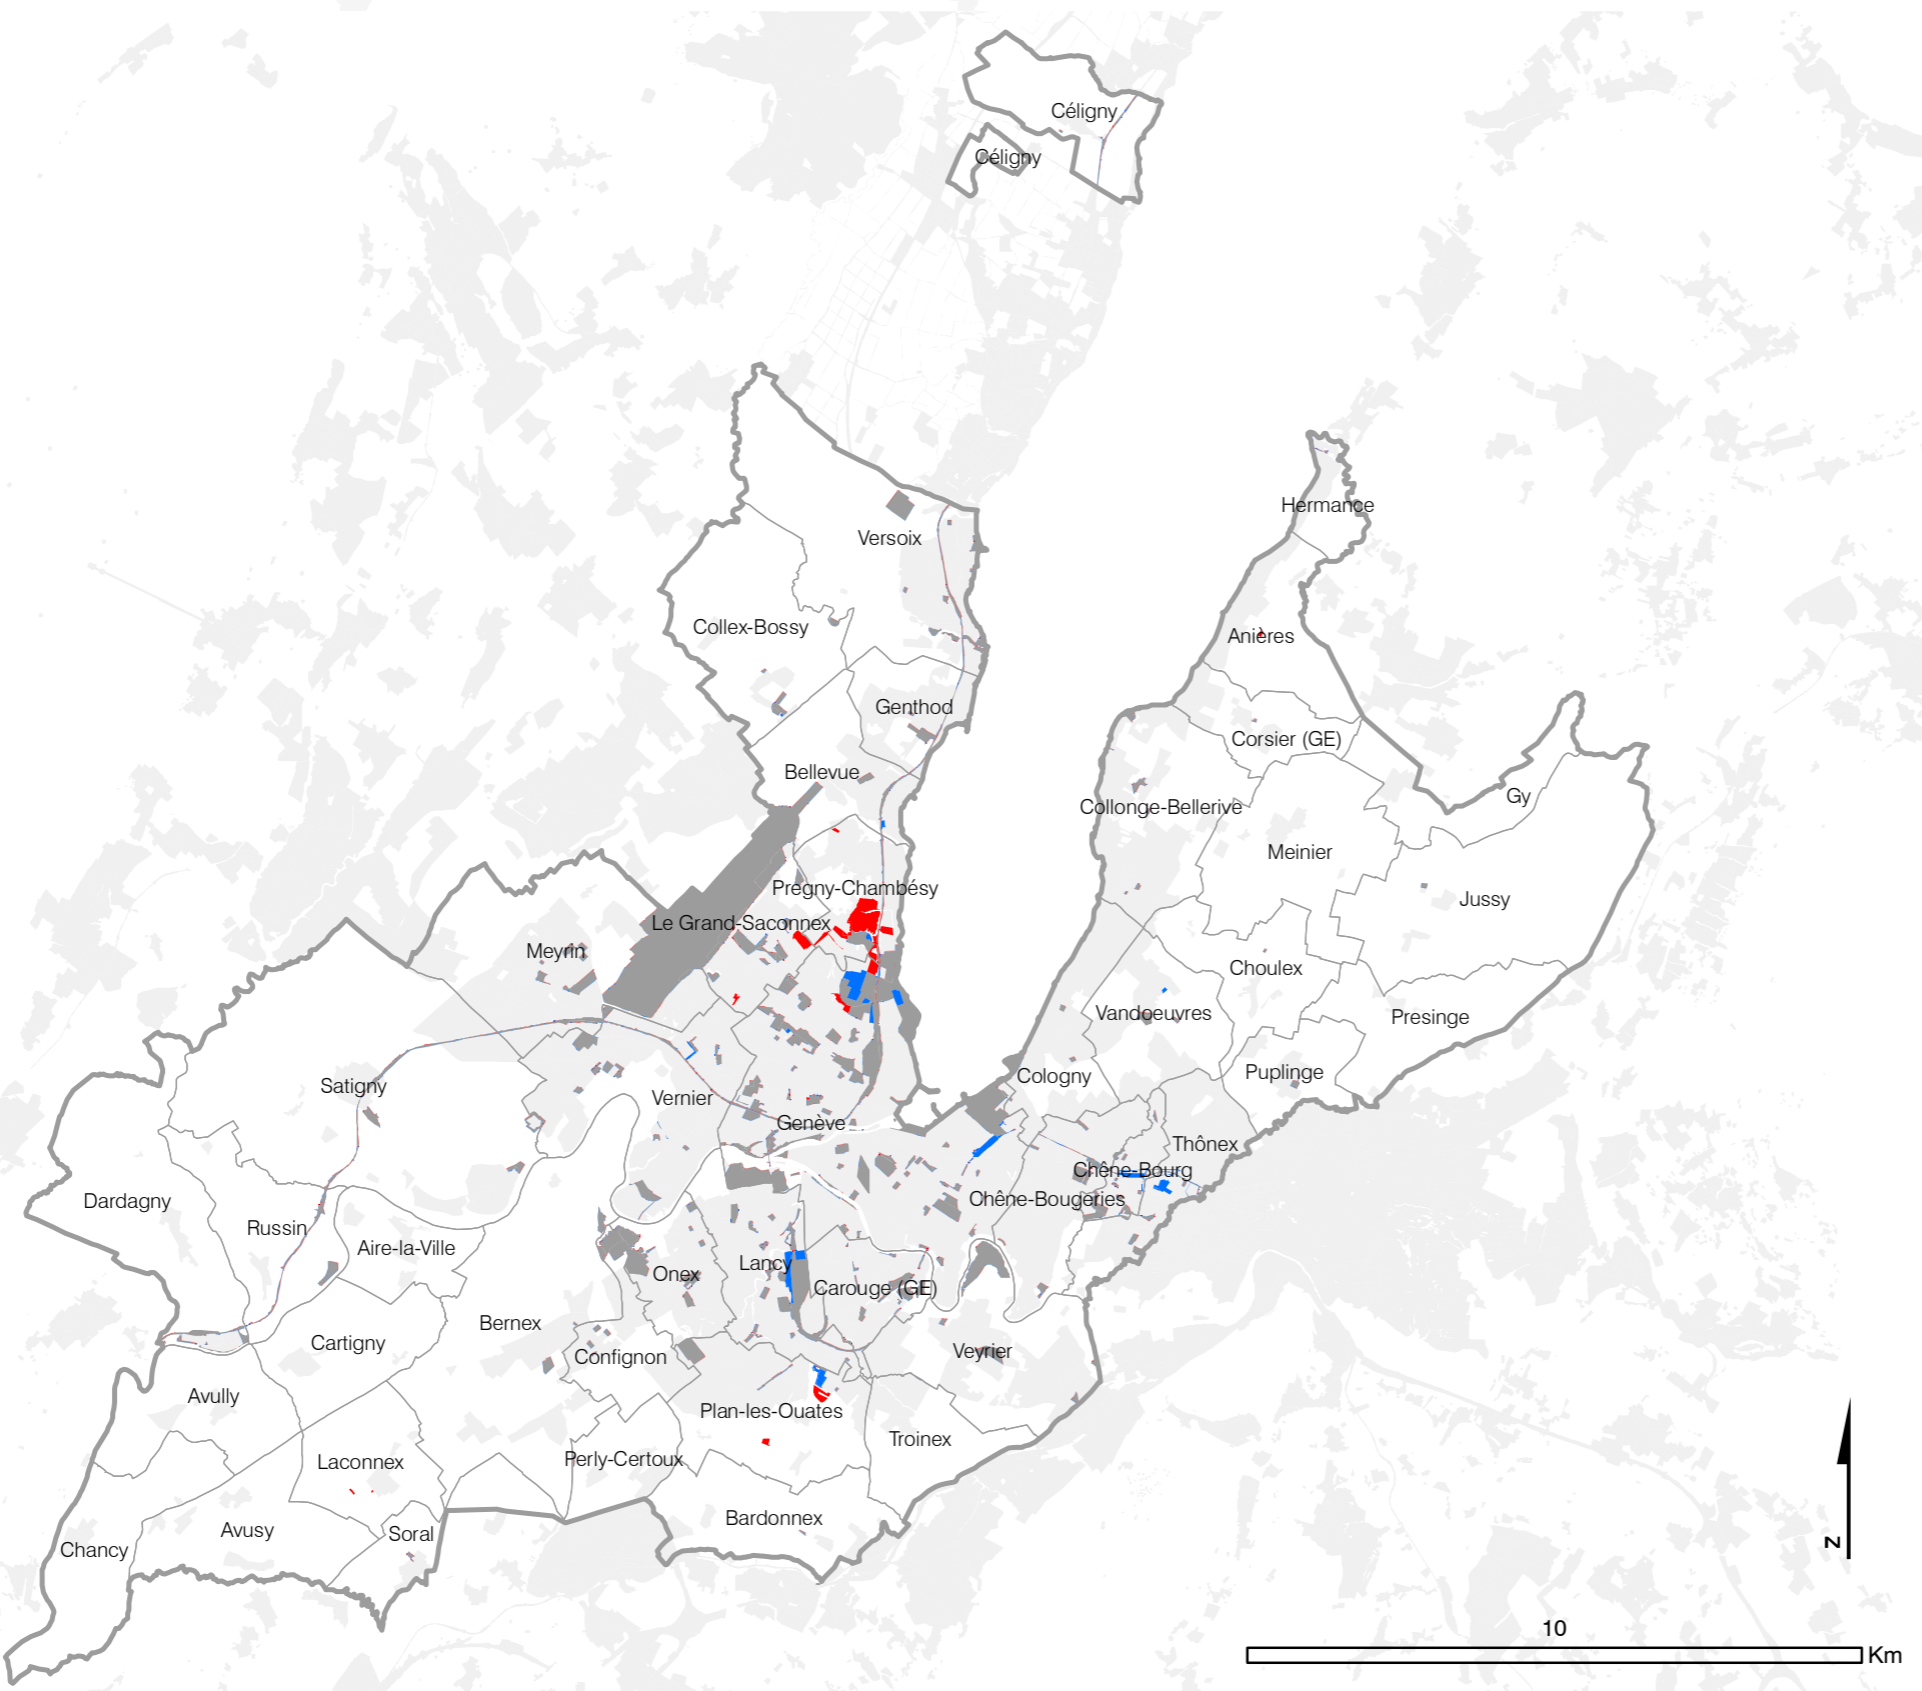 Céligny
Céligny
Hermance
Versoix
Collex-Bossy
Anières
Genthod
Corsier (GE)
Bellevue
Gy
Collonge-Bellerive
Meinier
Pregny-Chambésy
Jussy
Le Grand-Saconnex
Meyrin
Choulex
Vandoeuvres
Presinge
Puplinge
Cologny
Satigny
Vernier
Genève
Thônex
Chêne-Bourg
Dardagny
Chêne-Bougeries
Russin
Aire-la-Ville
Lancy
Onex
Carouge (GE)
Bernex
Cartigny
Veyrier
Confignon
Avully
Plan-les-Ouates
Troinex
Perly-Certoux
Laconnex
Bardonnex
Avusy
Soral
Chancy
N
10
Km